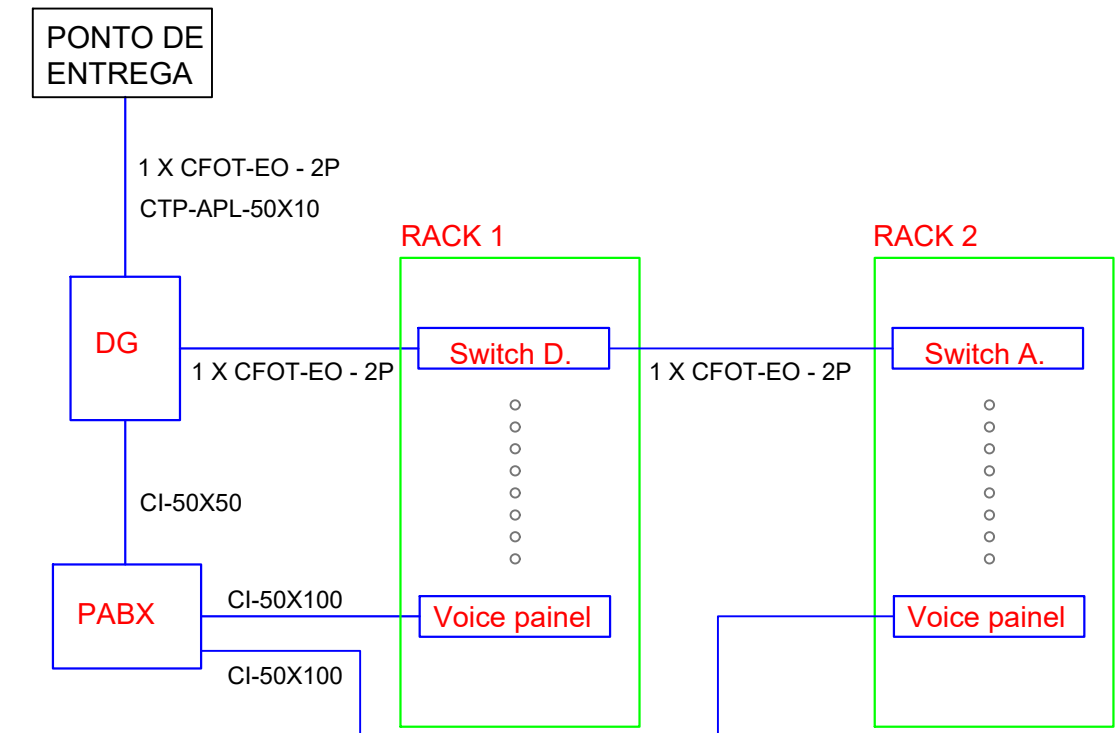 PONTO DE
ENTREGA
1 X CFOT-EO - 2P
CTP-APL-50X10
RACK 1
RACK 2
DG
Switch D.
Switch A.
1 X CFOT-EO - 2P
1 X CFOT-EO - 2P
CI-50X50
PABX
CI-50X100
Voice painel
Voice painel
CI-50X100